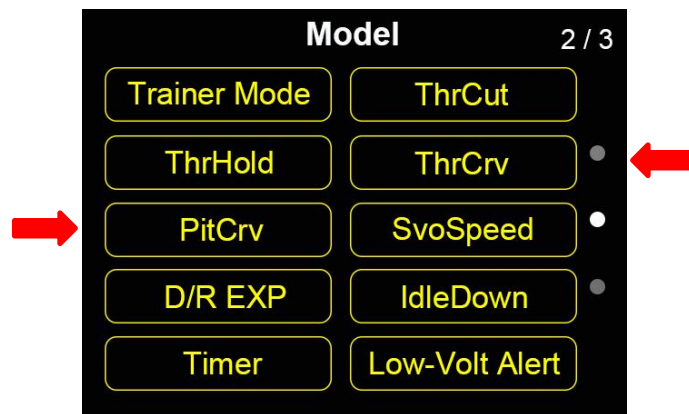 Model 2 / 3
Trainer Mode ThrCut
ThrHold ThrCrv
PitCrv SvoSpeed
D/R EXP IdleDown
Timer Low-Volt Alert